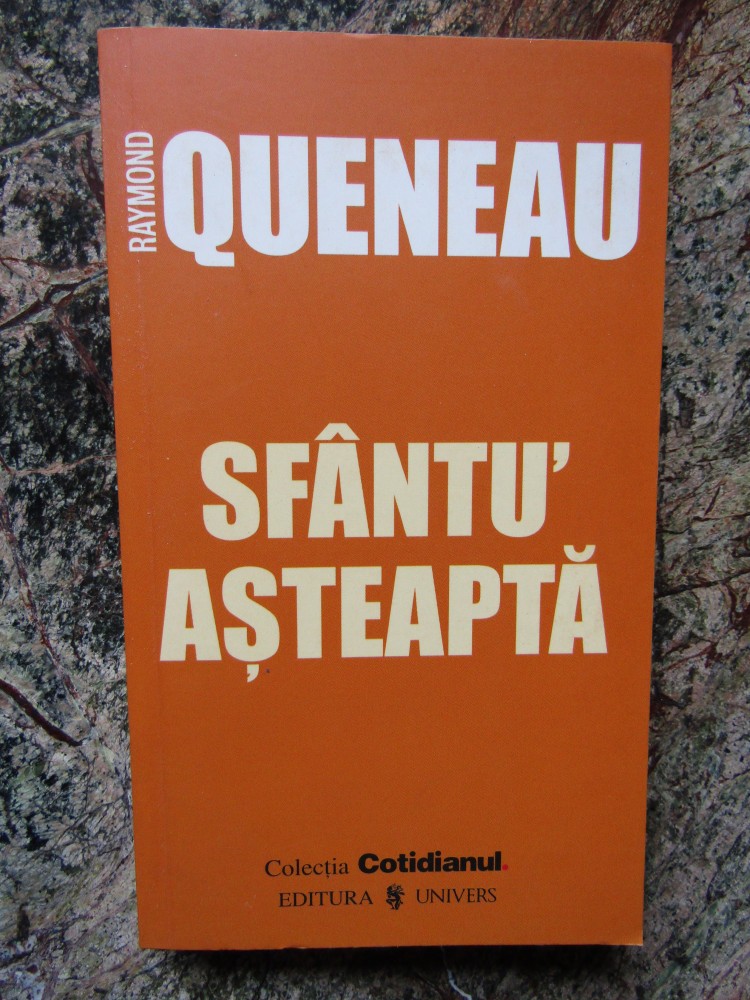 RAYMOND
QUENEAU
SFÂNTU'
AȘTEAPTĂ
Colecția Cotidianul.
EDITURA UNIVERS